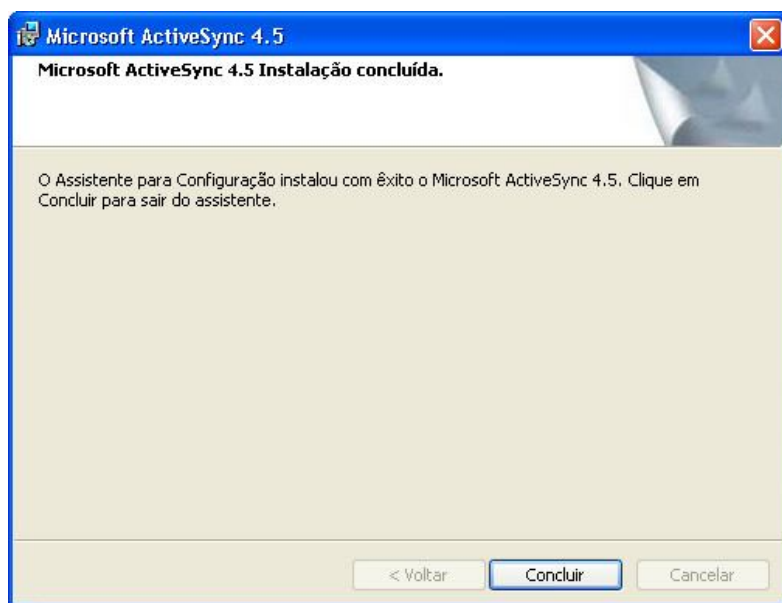 Microsoft ActiveSync 4.5
Microsoft ActiveSync 4.5 Instalação concluída.
O Assistente para Configuração instalou com êxito o Microsoft ActiveSync 4.5. Clique em
Concluir para sair do assistente.
< Voltar
Concluir
Cancelar